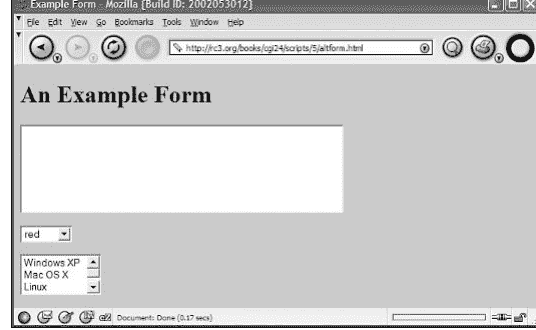 Example Form - Mozilla {Build ID: 2002053012}
File Edit View Go Bookmarks Tools Window Help
http://rc3.org/books/cgi24/scripts/5/altform.html
An Example Form
red
Windows XP
Mac OS X
Linux
Document: Done (0.17 secs)